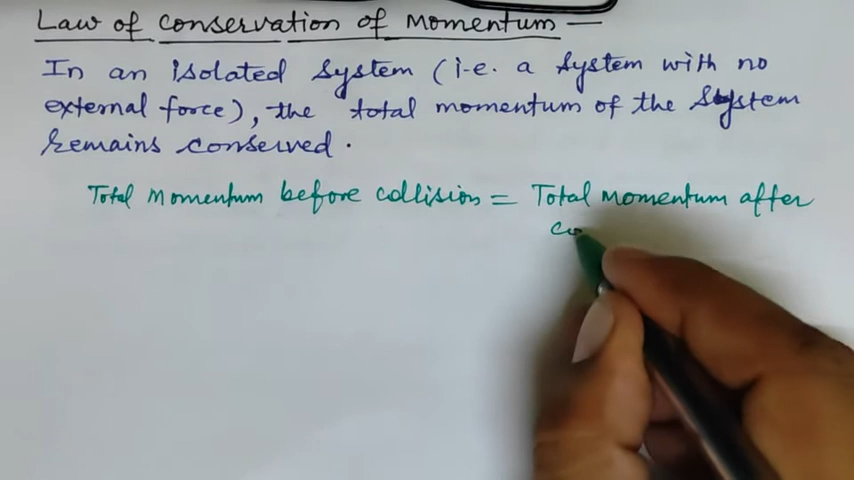 Law of conservation of Momentum —
In an isolated system (i.e. a system with no
external force), the total momentum of the system
remains conserved.
Total Momentum before collision = Total Momentum after
co